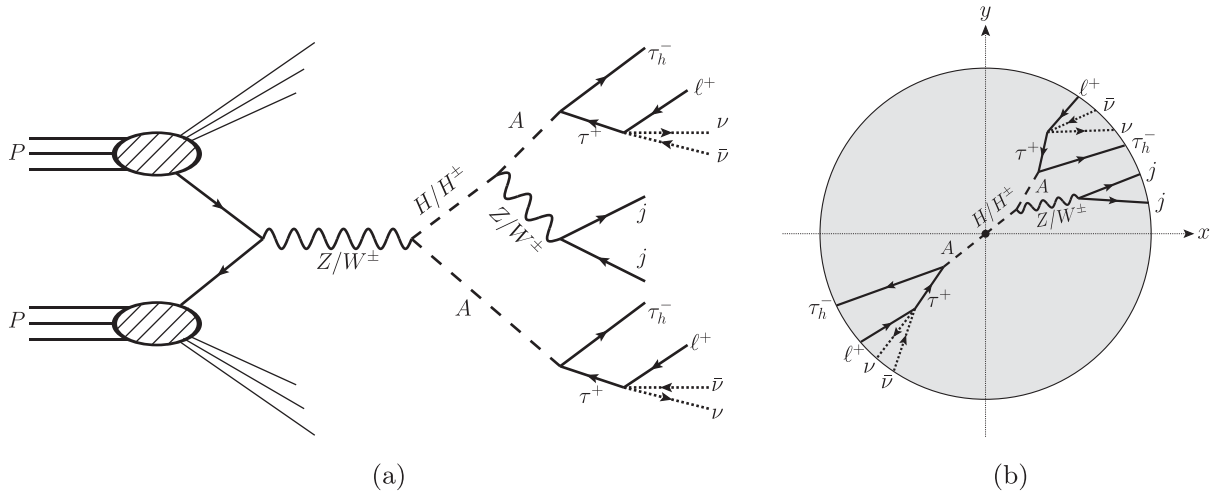 P
P
Z/W±
H/H±
A
Z/W±
A
τh−
τ+
ℓ+
ν
ν̄
j
j
τh−
τ+
ℓ+
ν̄
ν
(a)
y
x
ℓ+
ν̄
ν
τ+
τh−
A
j
H/H±
Z/W±
j
A
τh−
τ+
ℓ+
ν
ν̄
(b)